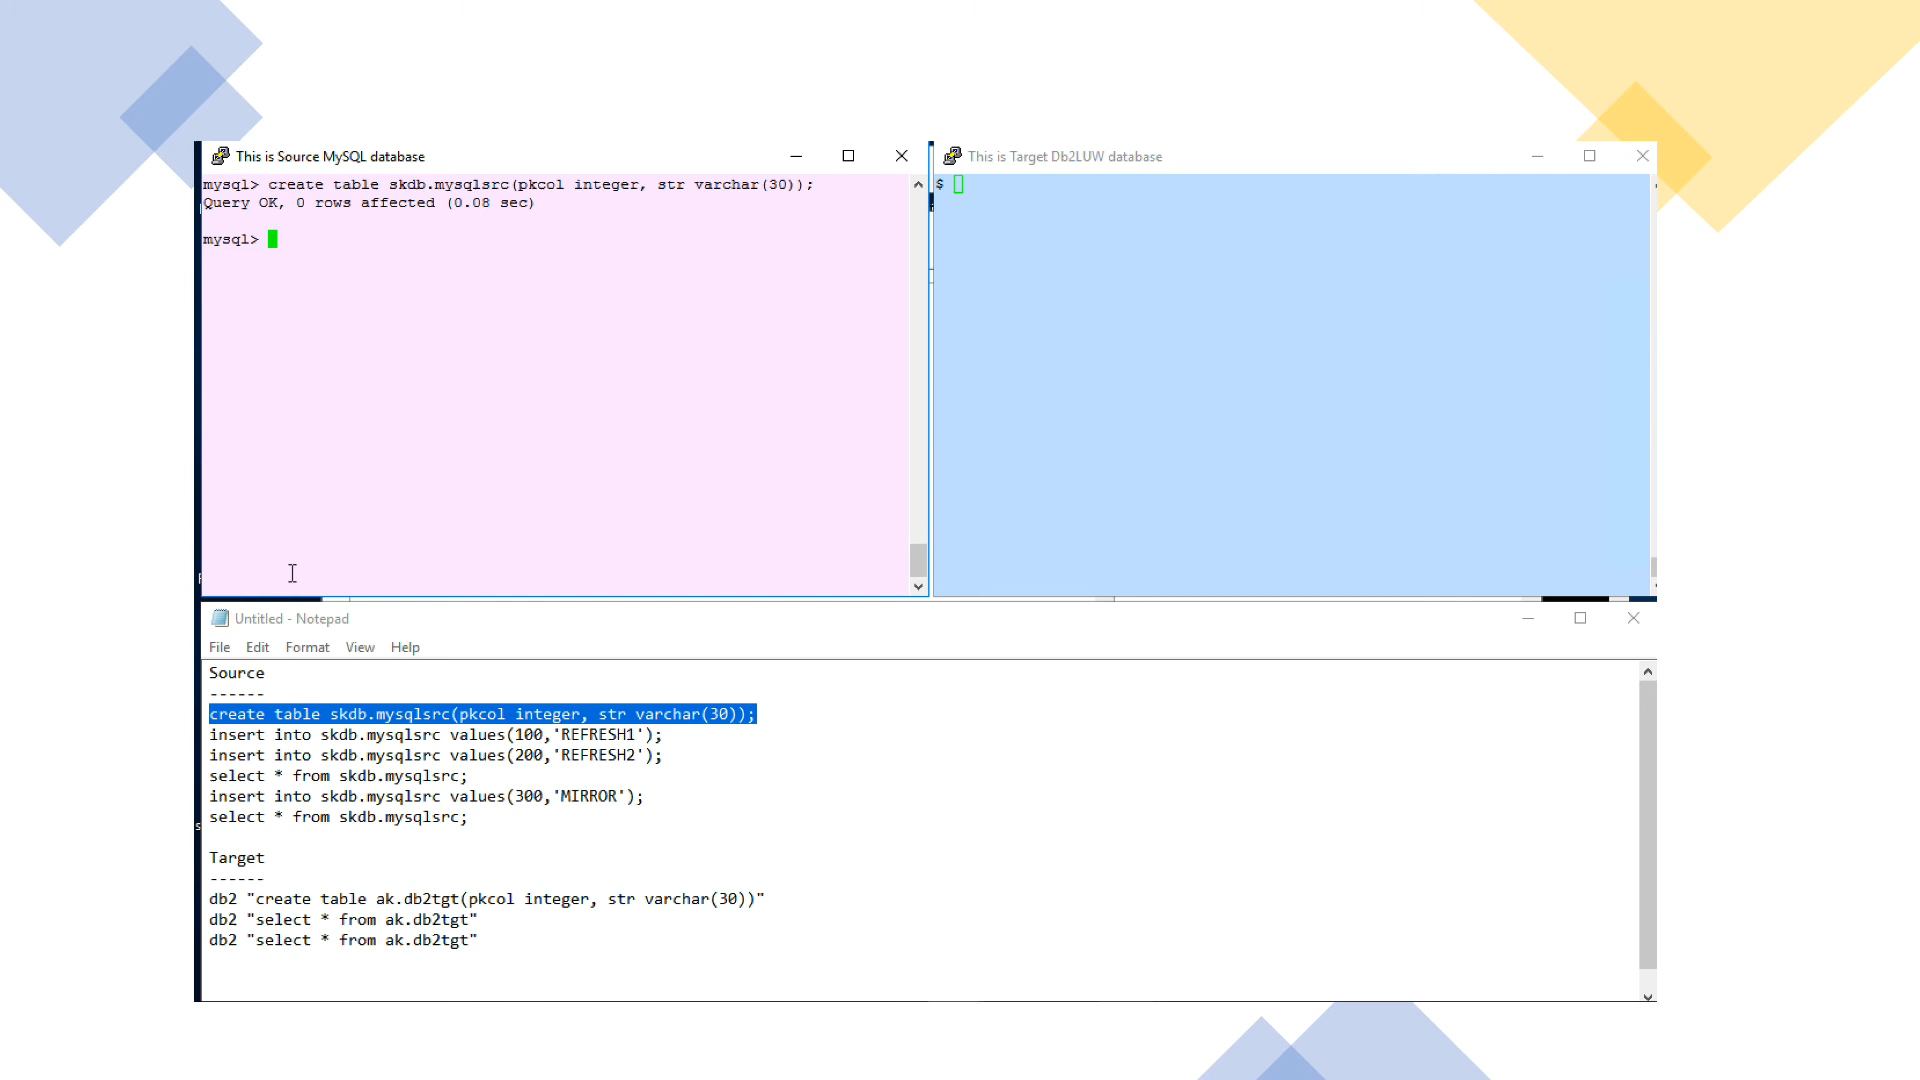 This is Source MySQL database
mysql> create table skdb.mysqlsrc(pkcol integer, str varchar(30));
Query OK, 0 rows affected (0.08 sec)
mysql>
This is Target Db2LUW database
$
Untitled - Notepad
File Edit Format View Help
Source
------
create table skdb.mysqlsrc(pkcol integer, str varchar(30));
insert into skdb.mysqlsrc values(100,'REFRESH1');
insert into skdb.mysqlsrc values(200,'REFRESH2');
select * from skdb.mysqlsrc;
insert into skdb.mysqlsrc values(300,'MIRROR');
select * from skdb.mysqlsrc;
Target
------
db2 "create table ak.db2tgt(pkcol integer, str varchar(30))"
db2 "select * from ak.db2tgt"
db2 "select * from ak.db2tgt"